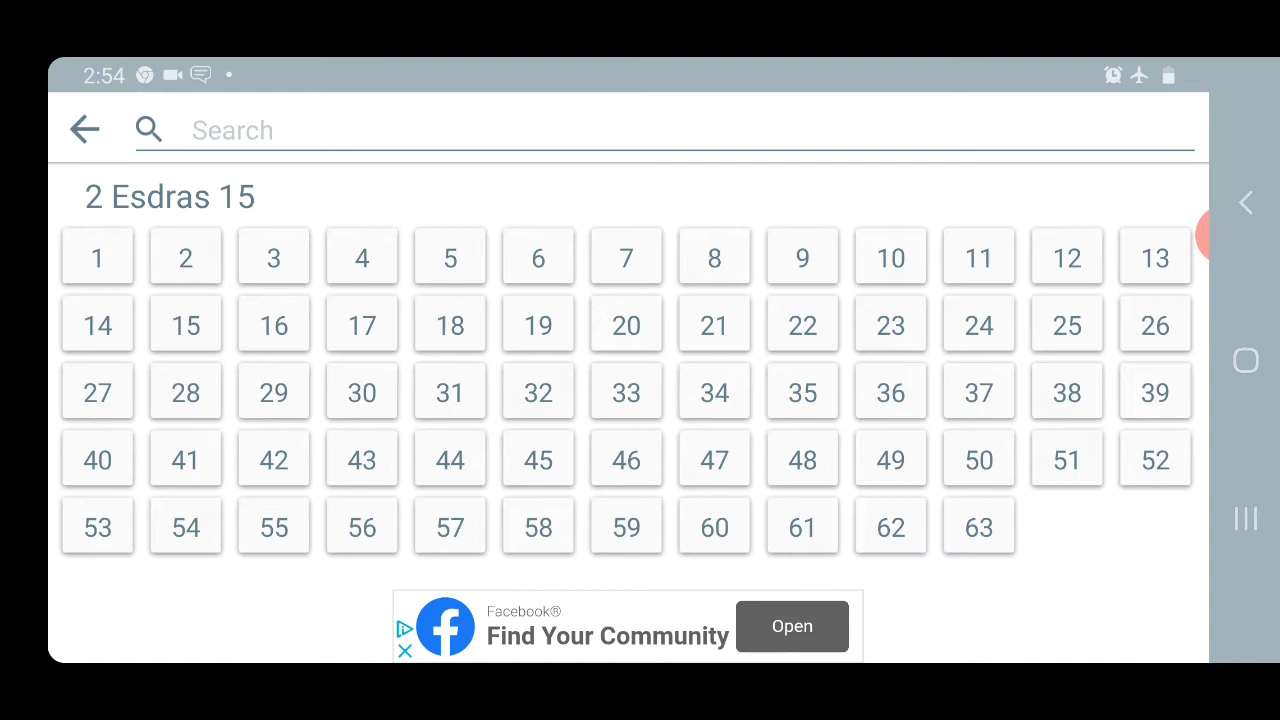 2:54
Search
2 Esdras 15
1 2 3 4 5 6 7 8 9 10 11 12 13
14 15 16 17 18 19 20 21 22 23 24 25 26
27 28 29 30 31 32 33 34 35 36 37 38 39
40 41 42 43 44 45 46 47 48 49 50 51 52
53 54 55 56 57 58 59 60 61 62 63
Facebook®
Find Your Community
Open